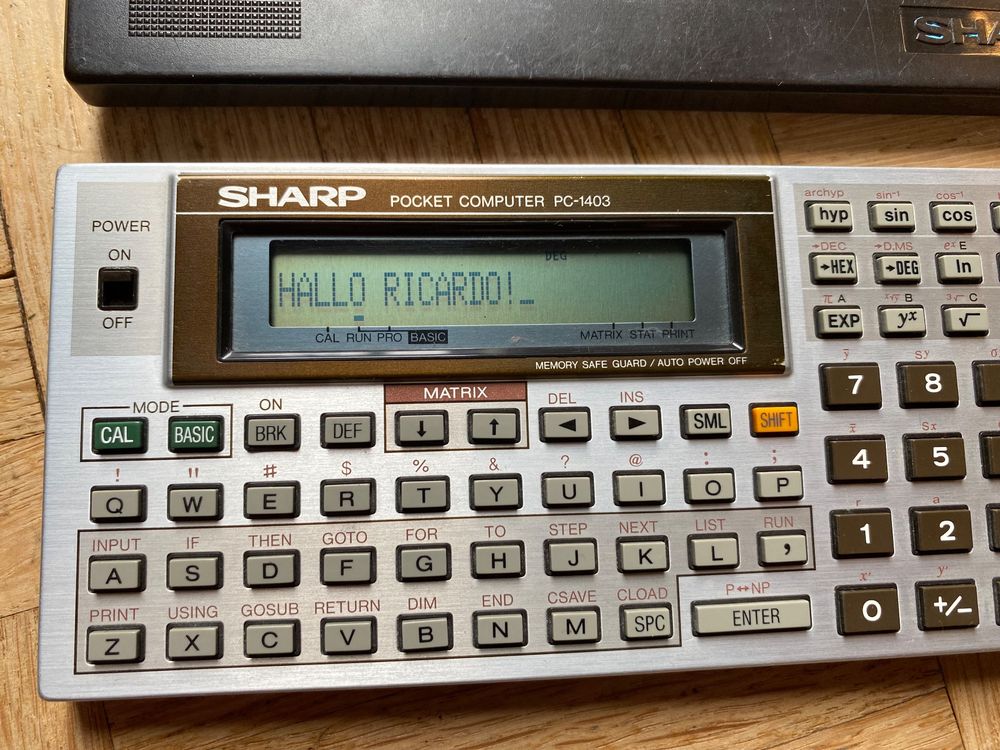 SHARP POCKET COMPUTER PC-1403
POWER
ON
OFF
DEG
HALLO RICARDO!_
CAL RUN PRO BASIC MATRIX STAT PRINT
MEMORY SAFE GUARD / AUTO POWER OFF
archyp sin⁻¹ cos⁻¹
hyp sin cos
→DEC →D.MS eˣ E
→HEX →DEG ln
π A ˣ√y B ³√ C
EXP yˣ √
MODE ON MATRIX DEL INS
CAL BASIC BRK DEF ↓ ↑ ◄ ► SML SHIFT
! " # $ % & ? @ : ;
Q W E R T Y U I O P
INPUT IF THEN GOTO FOR TO STEP NEXT LIST RUN
A S D F G H J K L ,
PRINT USING GOSUB RETURN DIM END CSAVE CLOAD P↔NP
Z X C V B N M SPC ENTER
ȳ Sy
7 8
x̄ Sx
4 5
r a
1 2
x' y'
0 +/−